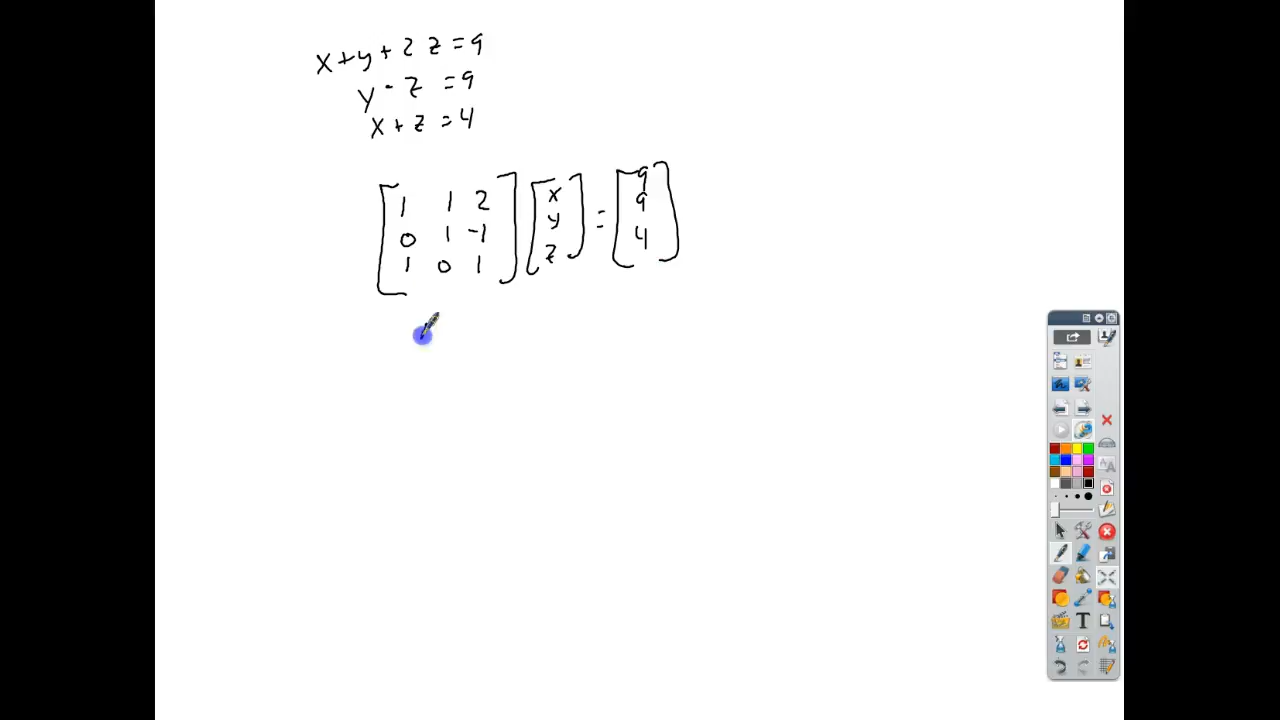 x+y+2z=9
y-z=9
x+z=4
[1 1 2] [x] = [9]
[0 1 -1] [y] [9]
[1 0 1] [z] [4]